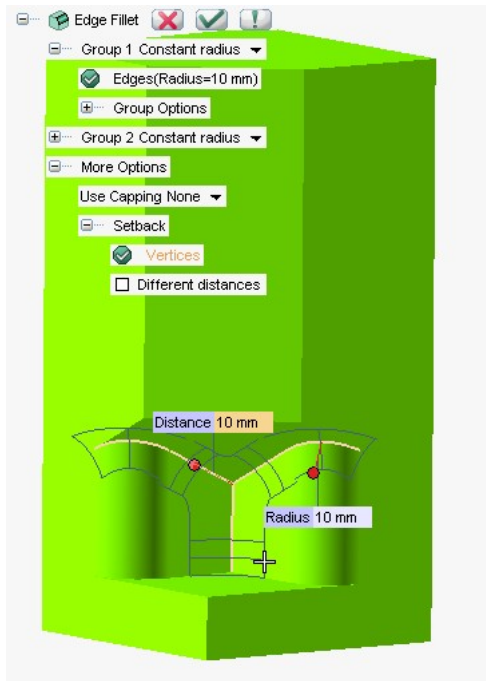 Edge Fillet
Group 1 Constant radius
Edges(Radius=10 mm)
Group Options
Group 2 Constant radius
More Options
Use Capping None
Setback
Vertices
Different distances
Distance 10 mm
Radius 10 mm